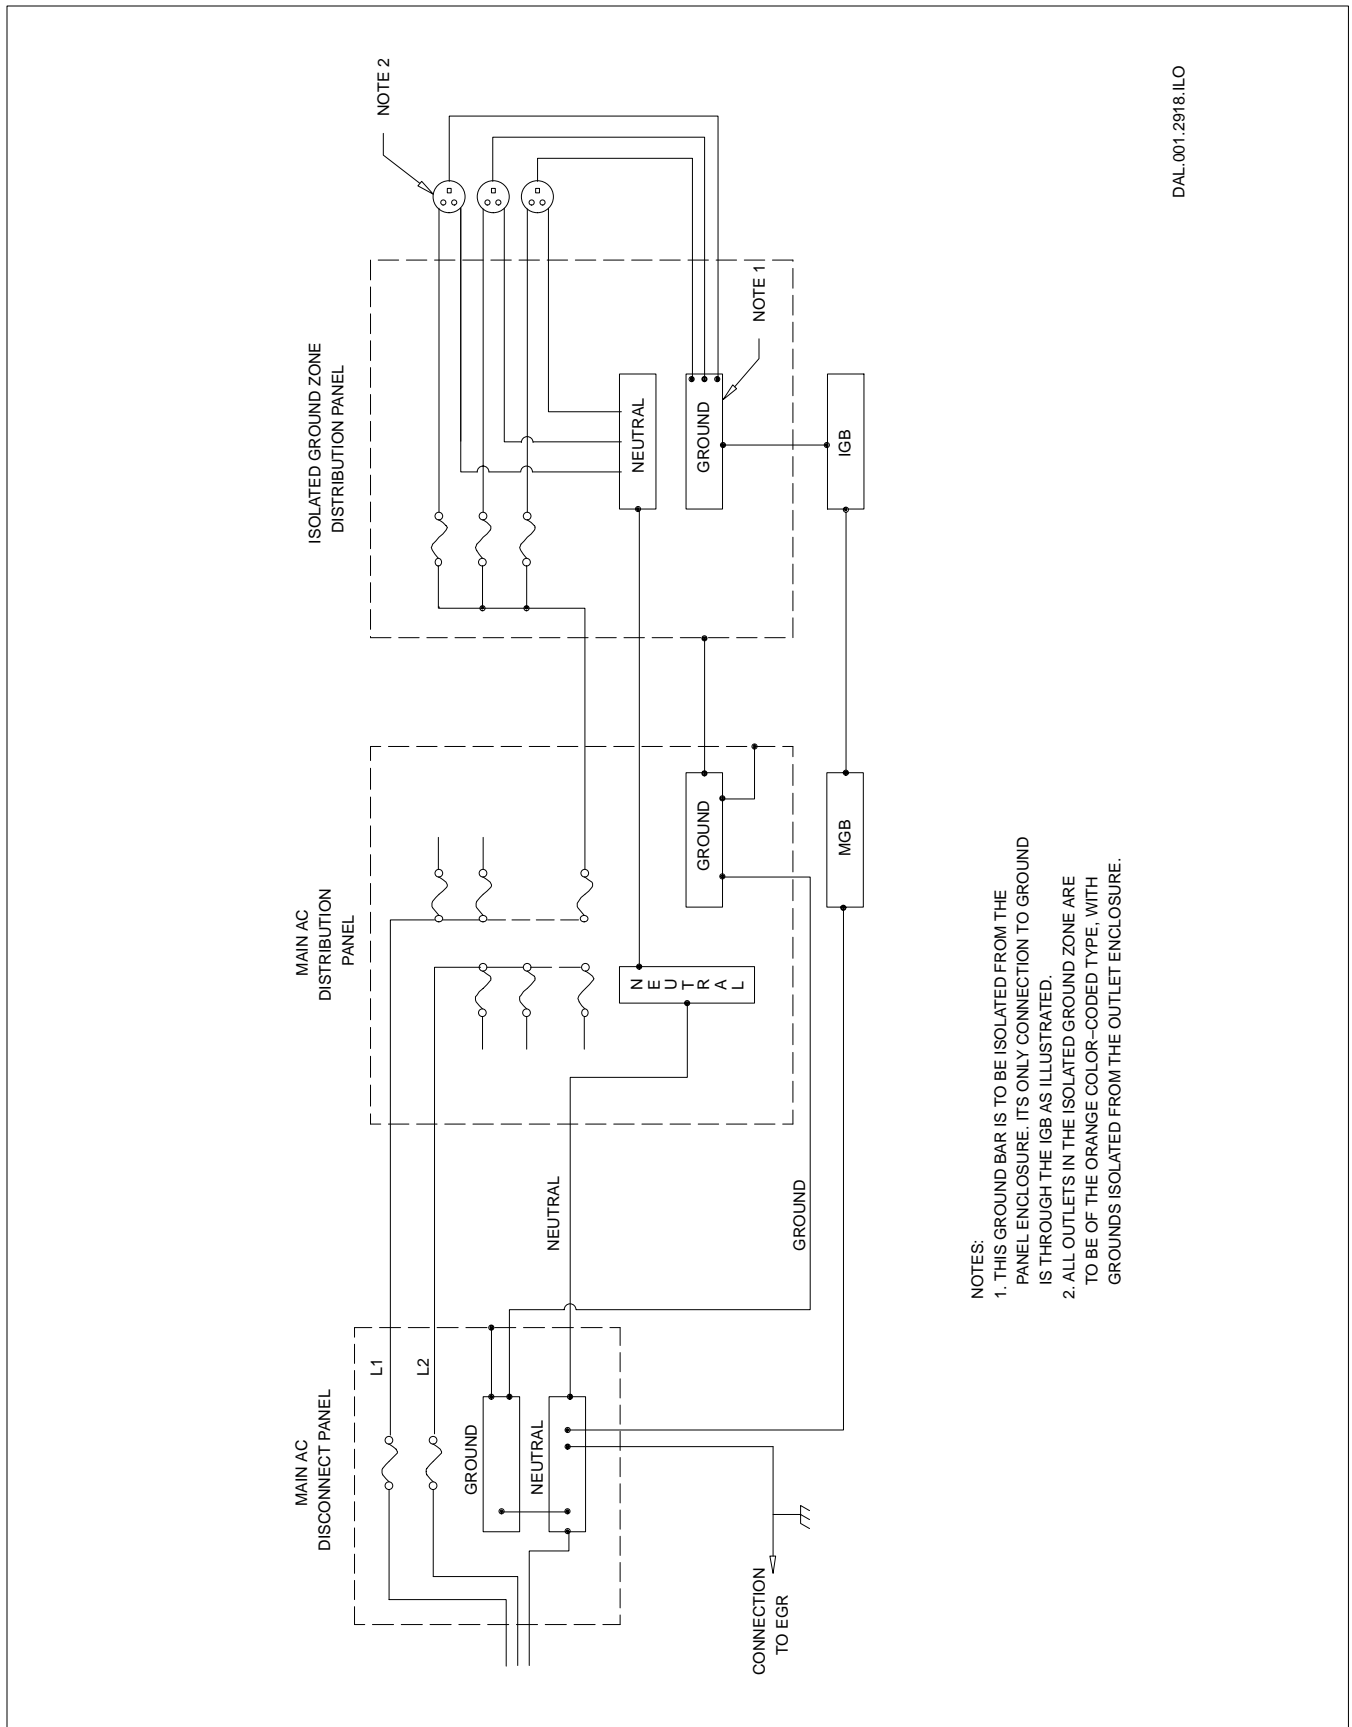 MAIN AC
DISCONNECT PANEL
L1
L2
GROUND
NEUTRAL
CONNECTION
TO EGR
NEUTRAL
GROUND
MAIN AC
DISTRIBUTION
PANEL
NEUTRAL
GROUND
MGB
ISOLATED GROUND ZONE
DISTRIBUTION PANEL
NEUTRAL
GROUND
IGB
NOTE 1
NOTE 2
NOTES:
1. THIS GROUND BAR IS TO BE ISOLATED FROM THE
PANEL ENCLOSURE. ITS ONLY CONNECTION TO GROUND
IS THROUGH THE IGB AS ILLUSTRATED.
2. ALL OUTLETS IN THE ISOLATED GROUND ZONE ARE
TO BE OF THE ORANGE COLOR–CODED TYPE, WITH
GROUNDS ISOLATED FROM THE OUTLET ENCLOSURE.
DAL.001.2918.ILO